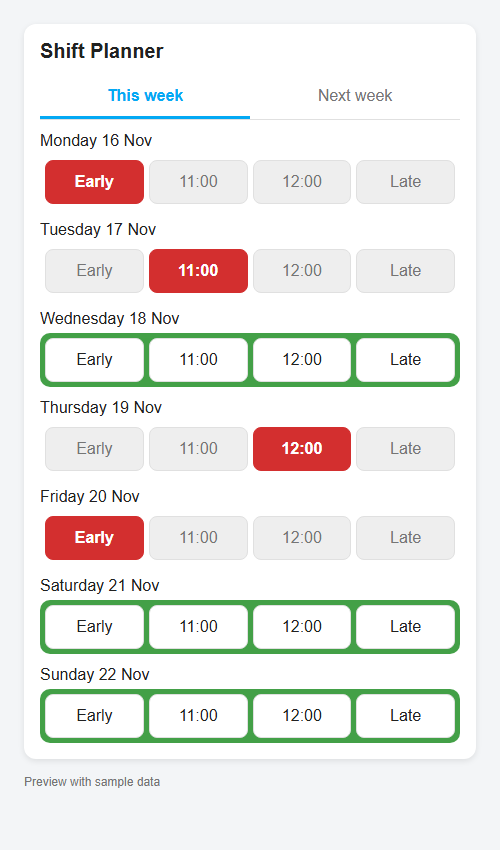 Shift Planner
This week Next week
Monday 16 Nov
Early 11:00 12:00 Late
Tuesday 17 Nov
Early 11:00 12:00 Late
Wednesday 18 Nov
Early 11:00 12:00 Late
Thursday 19 Nov
Early 11:00 12:00 Late
Friday 20 Nov
Early 11:00 12:00 Late
Saturday 21 Nov
Early 11:00 12:00 Late
Sunday 22 Nov
Early 11:00 12:00 Late
Preview with sample data